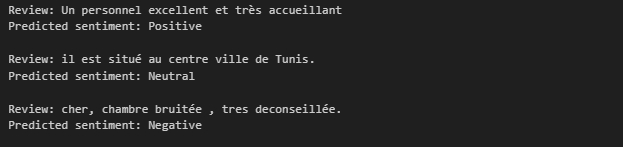 Review: Un personnel excellent et très accueillant
Predicted sentiment: Positive
Review: il est situé au centre ville de Tunis.
Predicted sentiment: Neutral
Review: cher, chambre bruitée , tres deconseillée.
Predicted sentiment: Negative